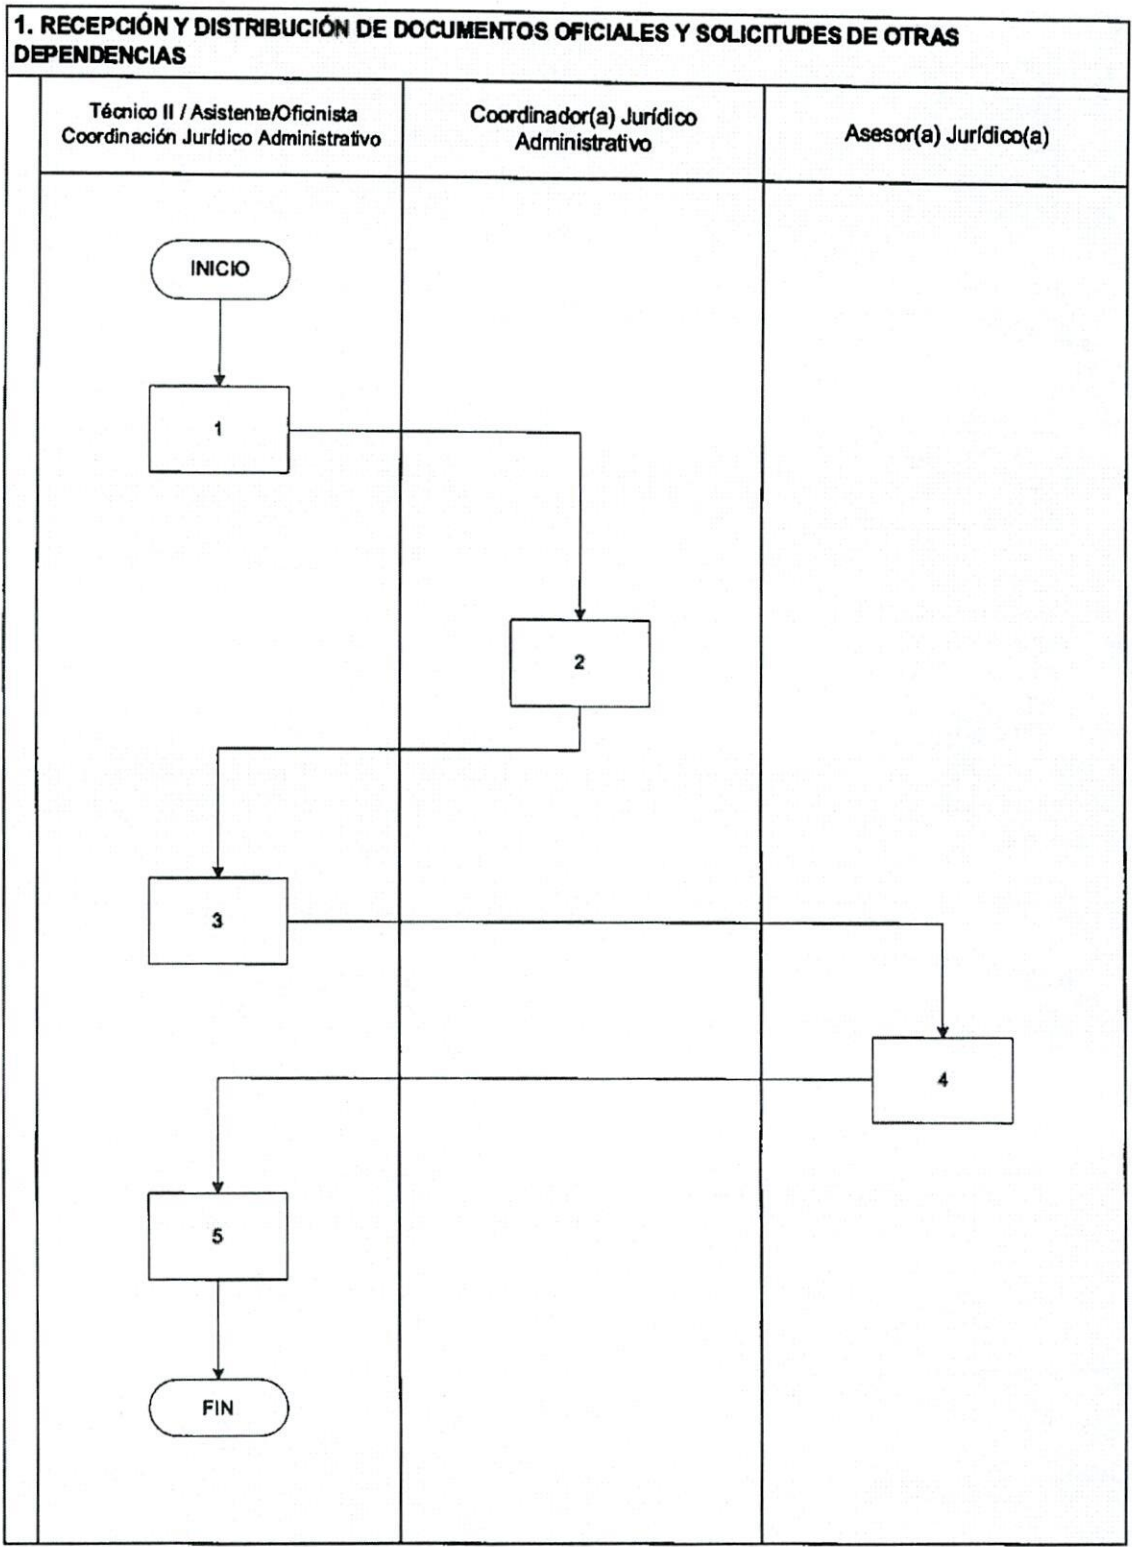 1. RECEPCIÓN Y DISTRIBUCIÓN DE DOCUMENTOS OFICIALES Y SOLICITUDES DE OTRAS
DEPENDENCIAS
Técnico II / Asistente/Oficinista
Coordinación Jurídico Administrativo
Coordinador(a) Jurídico
Administrativo
Asesor(a) Jurídico(a)
INICIO
1
2
3
4
5
FIN